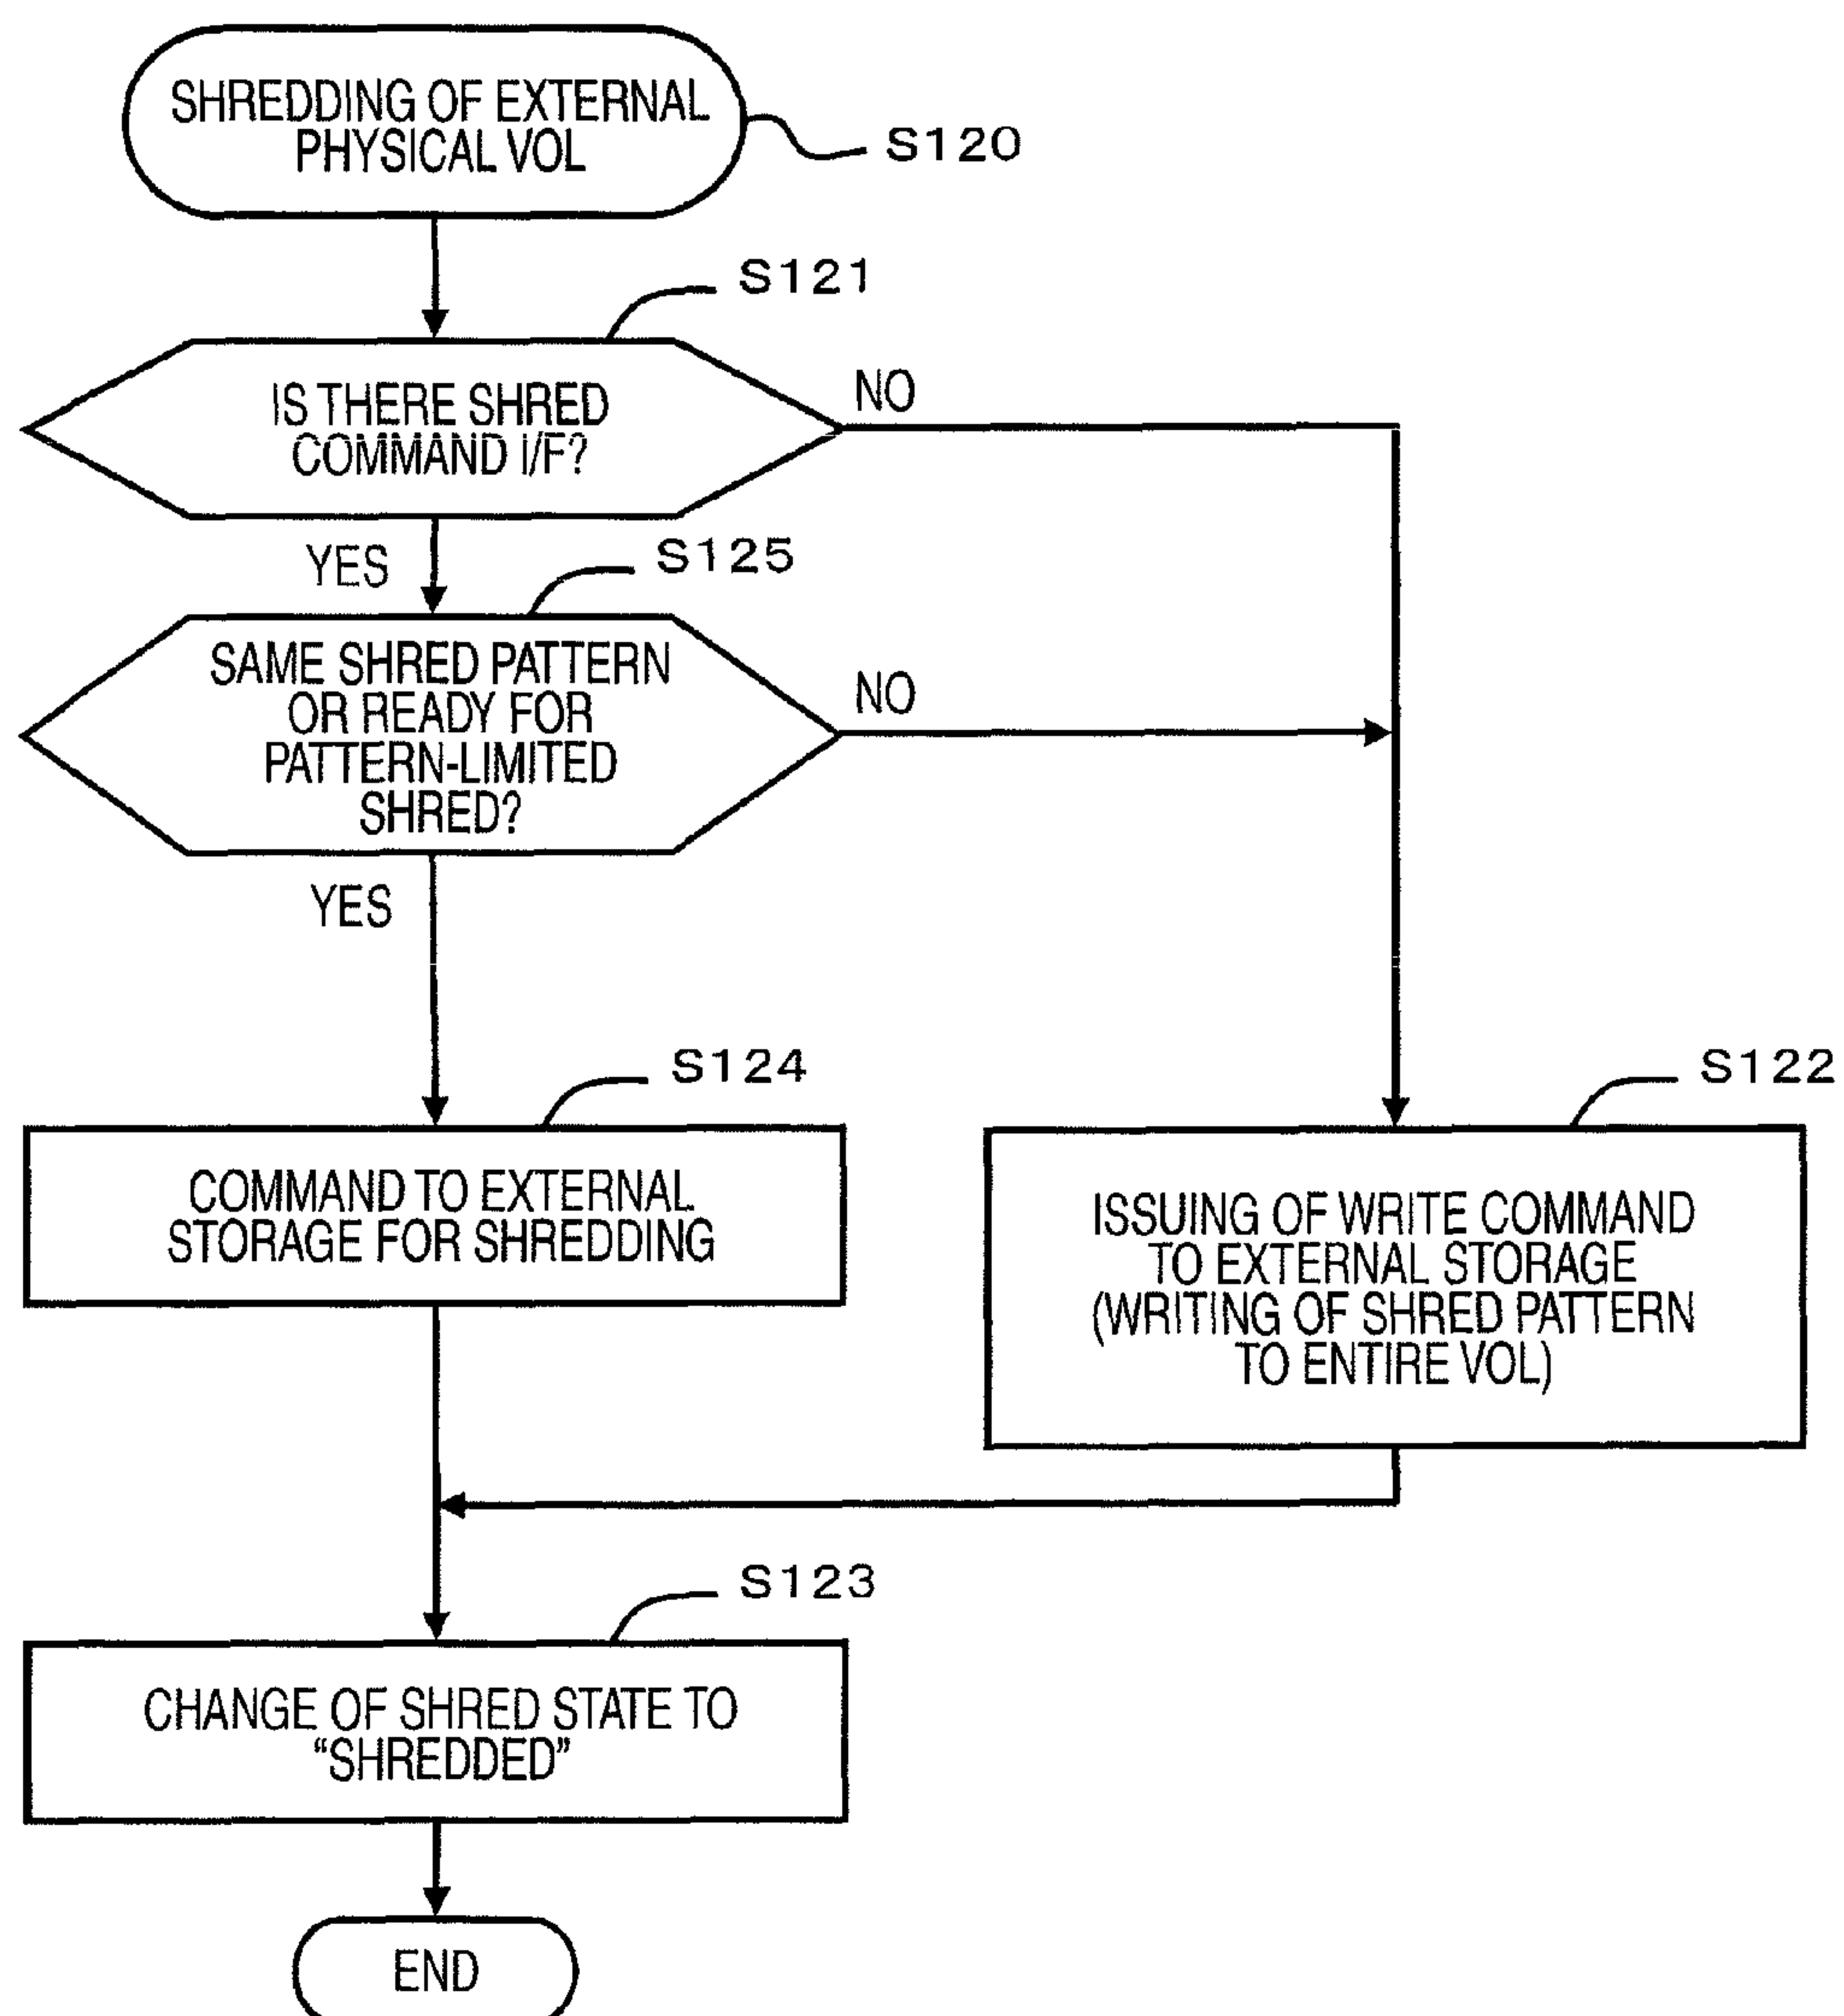 SHREDDING OF EXTERNAL
PHYSICAL VOL
S120
S121
IS THERE SHRED
COMMAND I/F?
NO
YES
S125
SAME SHRED PATTERN
OR READY FOR
PATTERN-LIMITED
SHRED?
NO
YES
S124
COMMAND TO EXTERNAL
STORAGE FOR SHREDDING
S122
ISSUING OF WRITE COMMAND
TO EXTERNAL STORAGE
(WRITING OF SHRED PATTERN
TO ENTIRE VOL)
S123
CHANGE OF SHRED STATE TO
“SHREDDED”
END